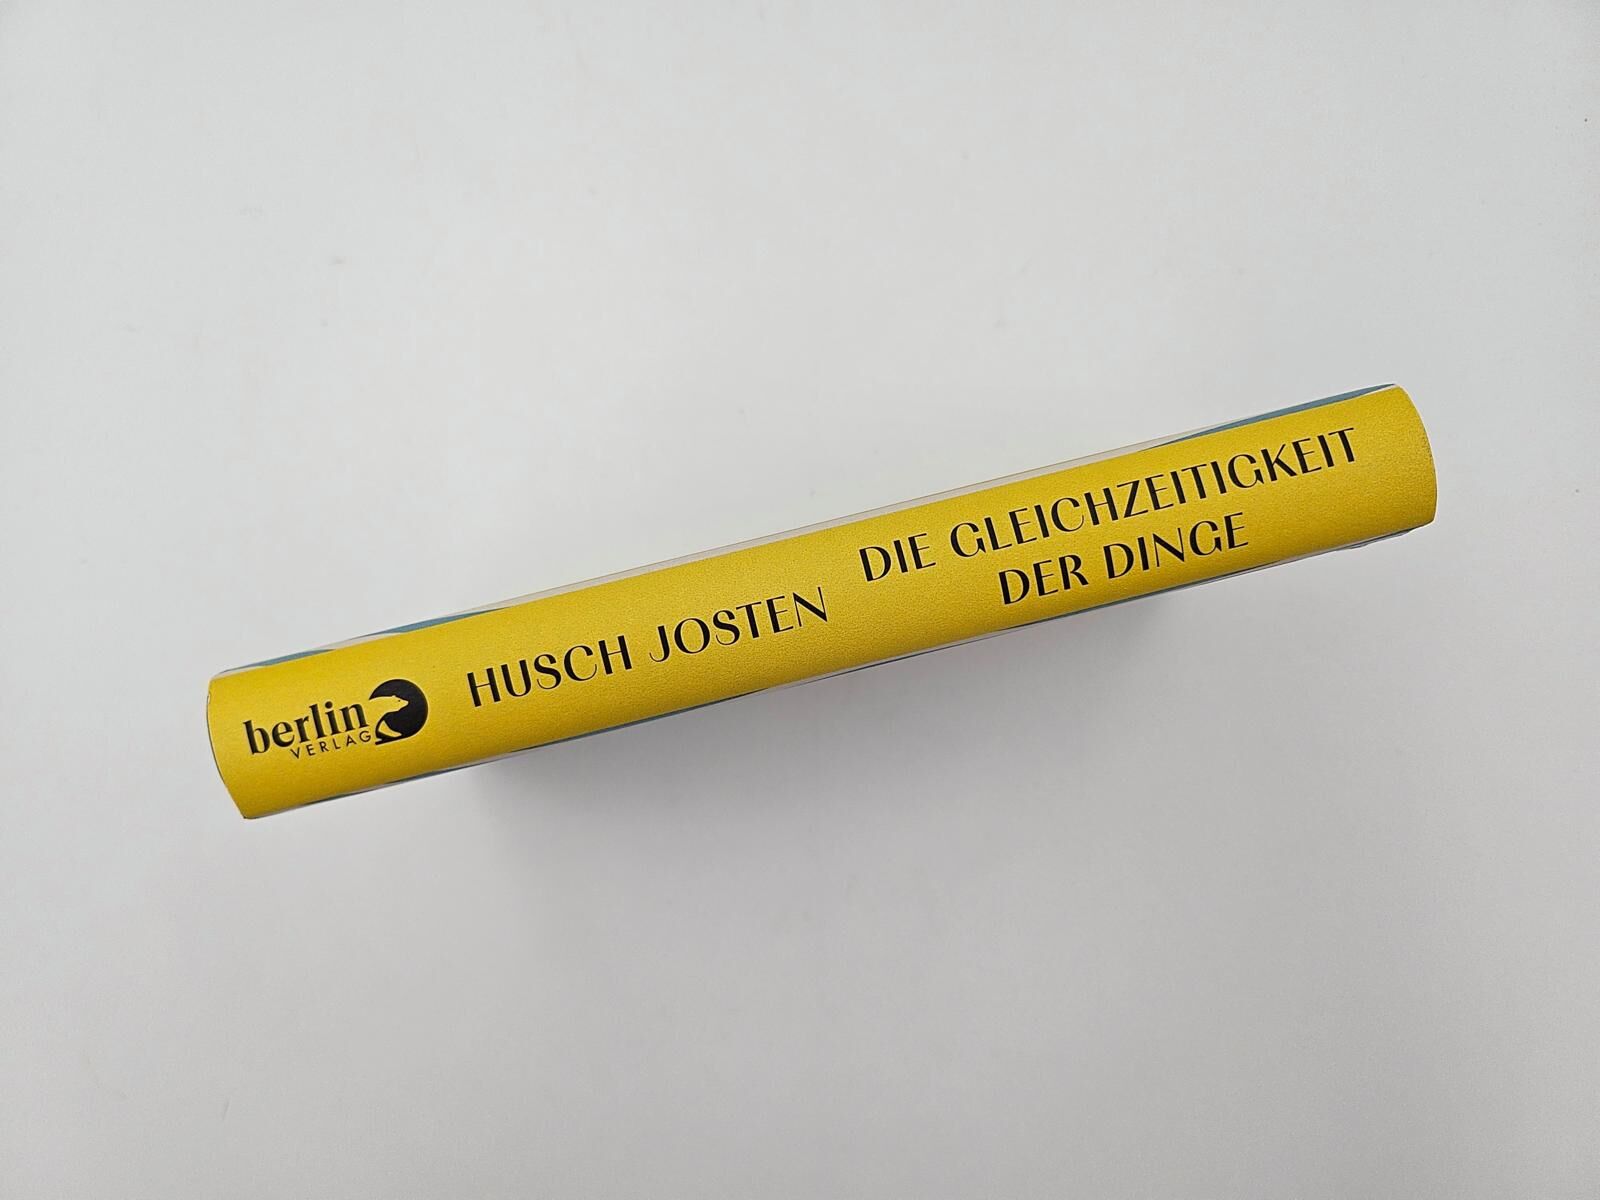 berlin
VERLAG
HUSCH JOSTEN
DIE GLEICHZEITIGKEIT
DER DINGE